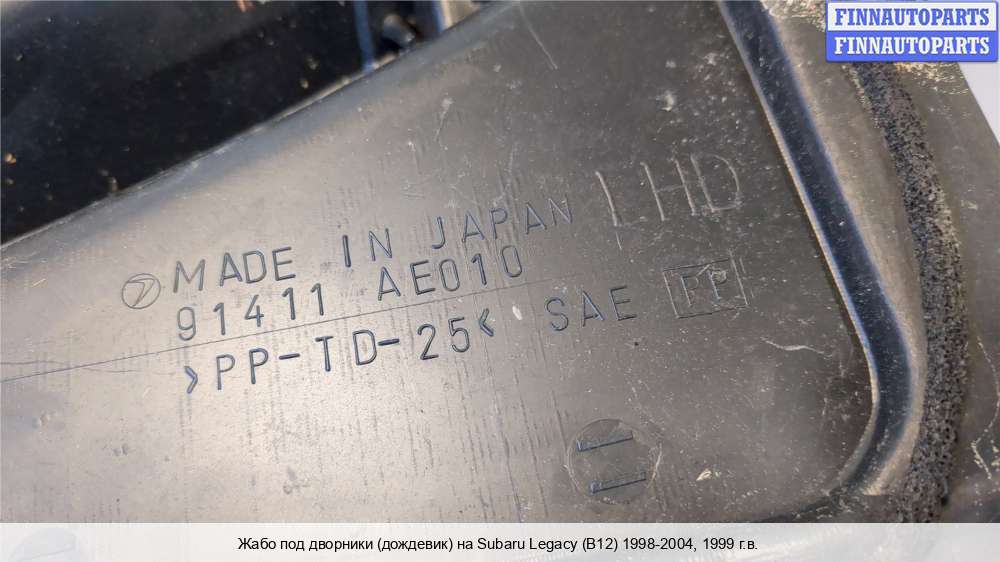 FINNAUTOPARTS
FINNAUTOPARTS
LHD
MADE IN JAPAN
91411 AE010
>PP-TD-25< SAE PP
Жабо под дворники (дождевик) на Subaru Legacy (B12) 1998-2004, 1999 г.в.